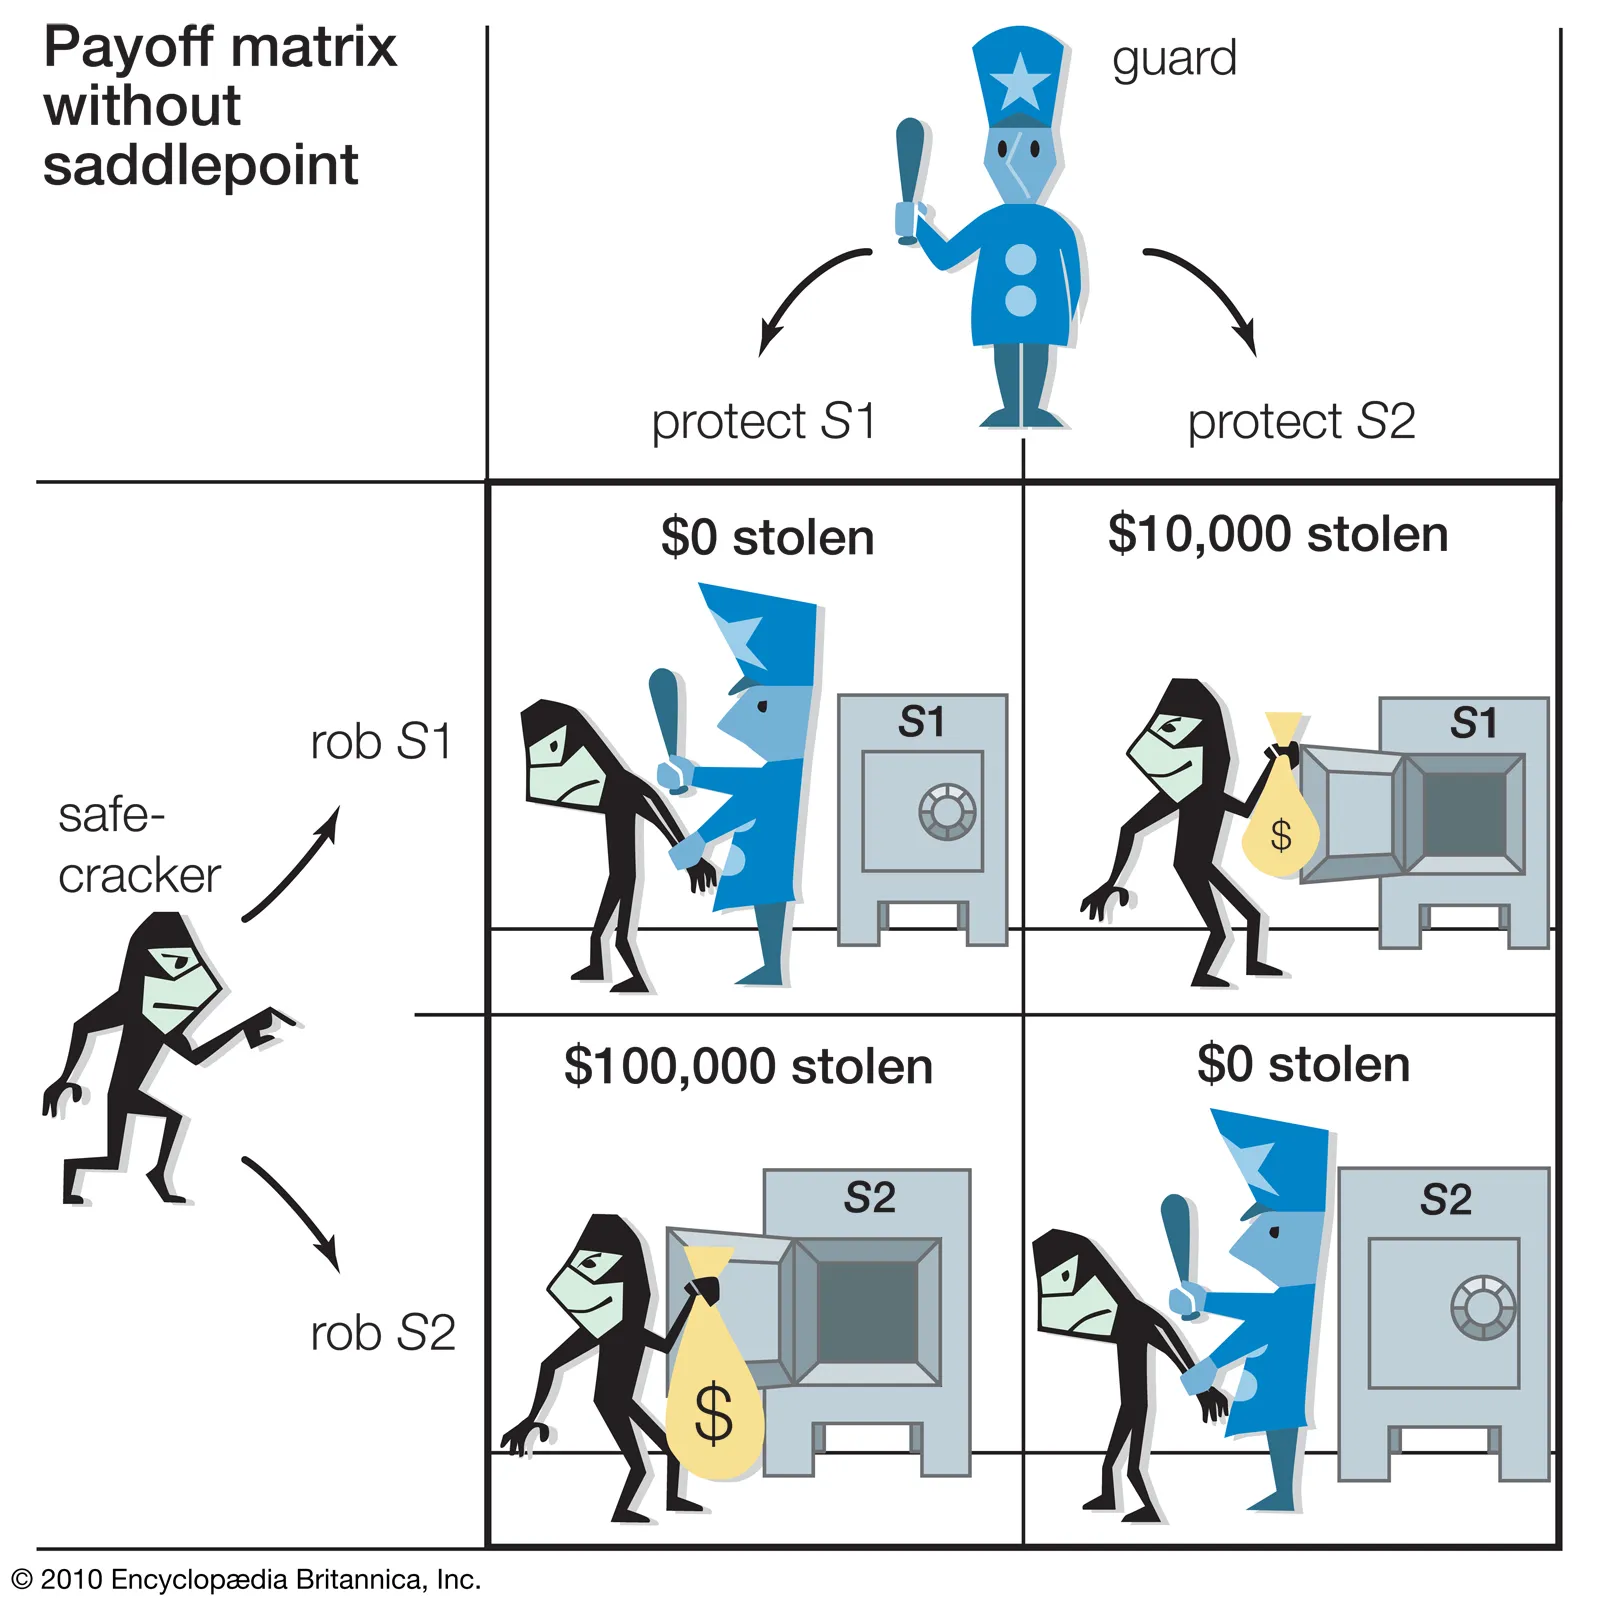 Payoff matrix
without
saddlepoint
guard
protect S1
protect S2
$0 stolen
$10,000 stolen
rob S1
S1
S1
safe-
cracker
$
$100,000 stolen
$0 stolen
S2
S2
rob S2
$
© 2010 Encyclopædia Britannica, Inc.